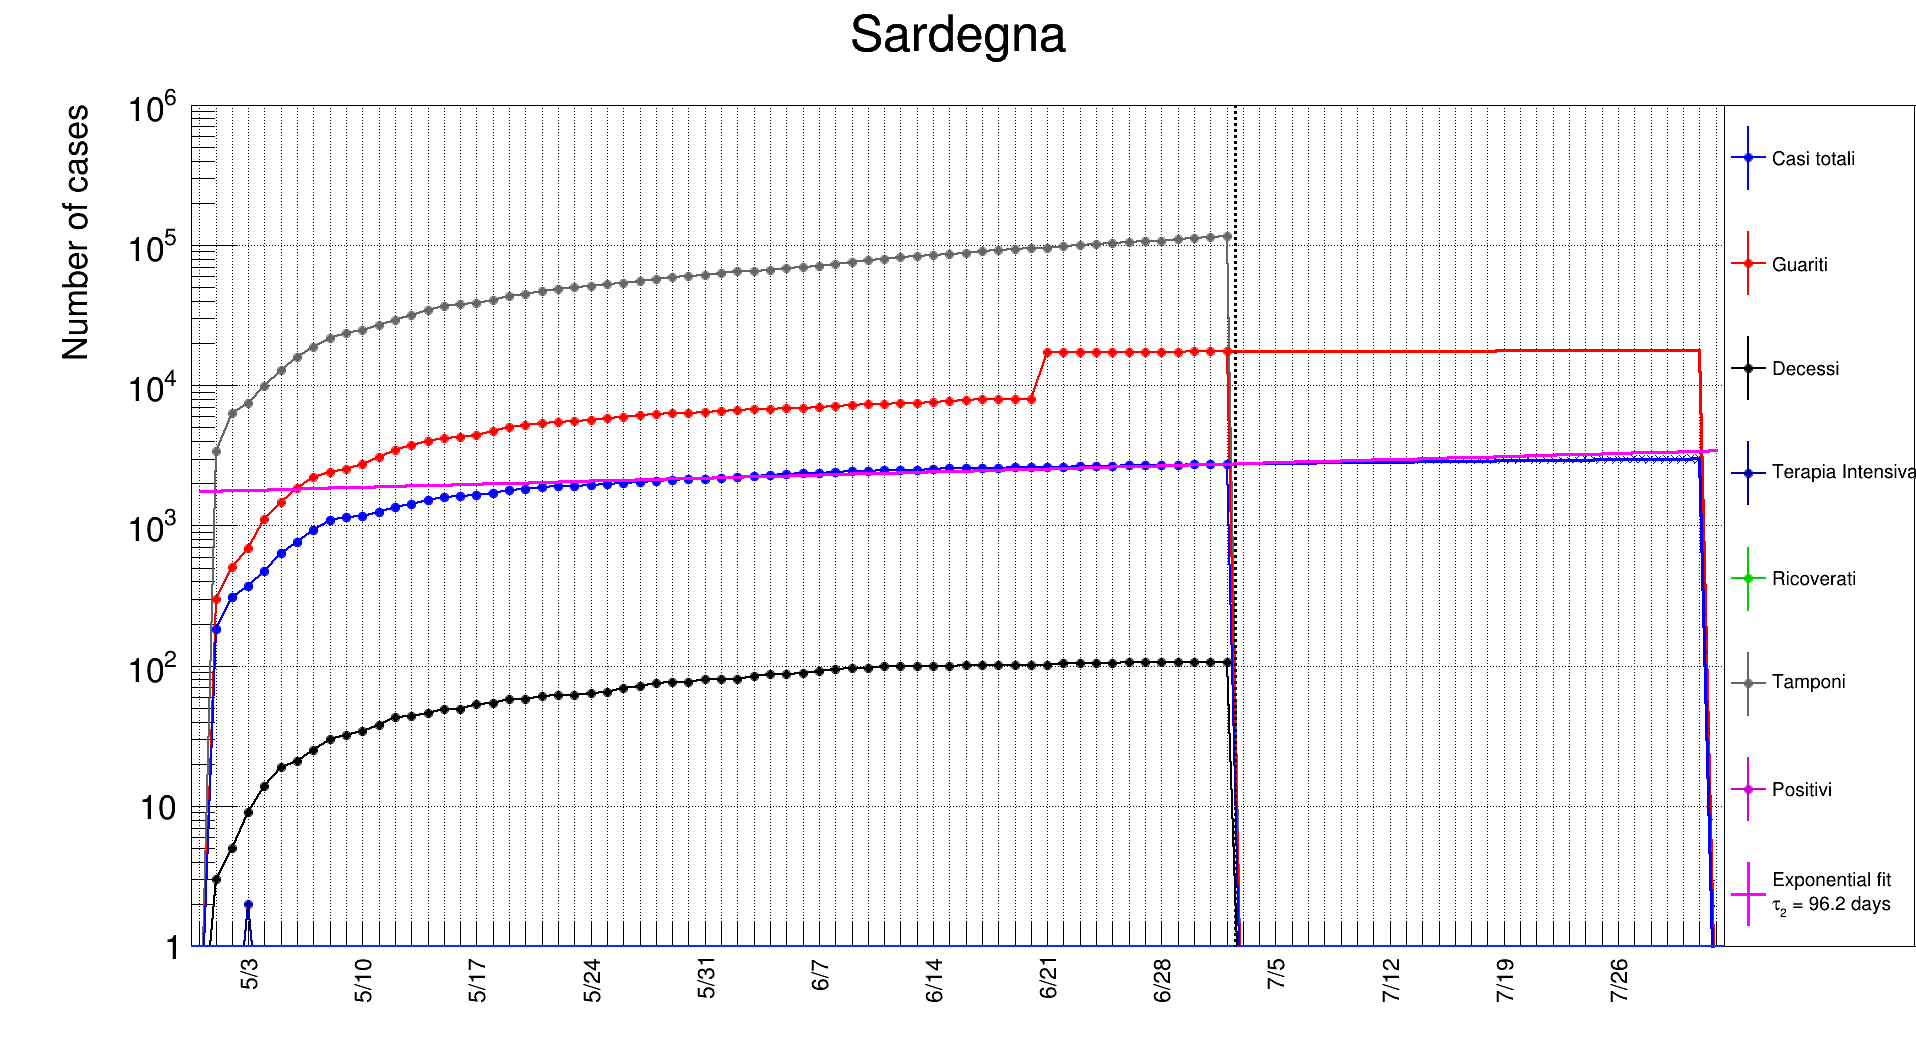 Sardegna
Number of cases
10^6
10^5
10^4
10^3
10^2
10
1
5/3
5/10
5/17
5/24
5/31
6/7
6/14
6/21
6/28
7/5
7/12
7/19
7/26
Casi totali
Guariti
Decessi
Terapia Intensiva
Ricoverati
Tamponi
Positivi
Exponential fit
τ_2 = 96.2 days